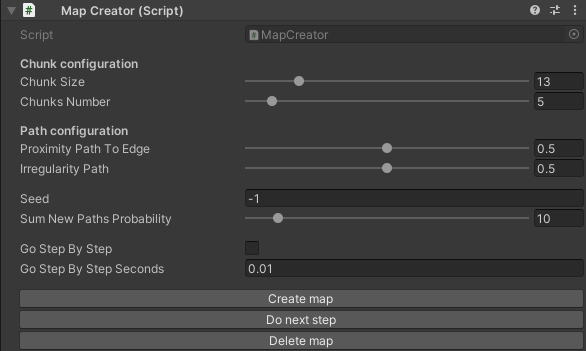 # Map Creator (Script)
Script # MapCreator
Chunk configuration
Chunk Size 13
Chunks Number 5
Path configuration
Proximity Path To Edge 0.5
Irregularity Path 0.5
Seed -1
Sum New Paths Probability 10
Go Step By Step
Go Step By Step Seconds 0.01
Create map
Do next step
Delete map